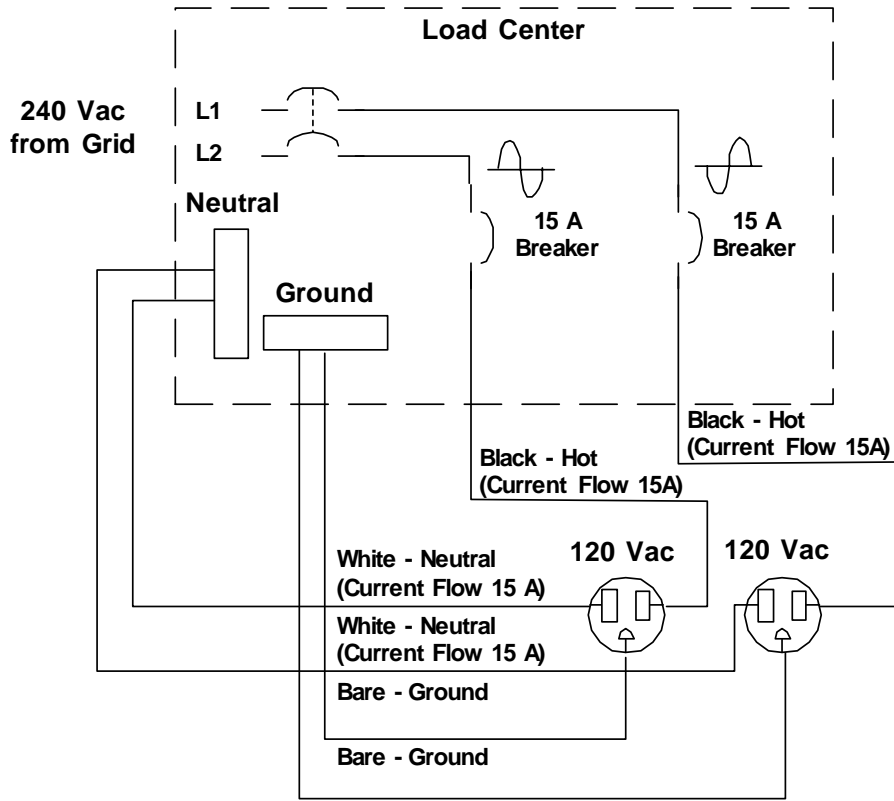 Load Center
240 Vac
from Grid
L1
L2
Neutral
15 A
Breaker
15 A
Breaker
Ground
Black - Hot
(Current Flow 15A)
Black - Hot
(Current Flow 15A)
120 Vac
120 Vac
White - Neutral
(Current Flow 15 A)
White - Neutral
(Current Flow 15 A)
Bare - Ground
Bare - Ground